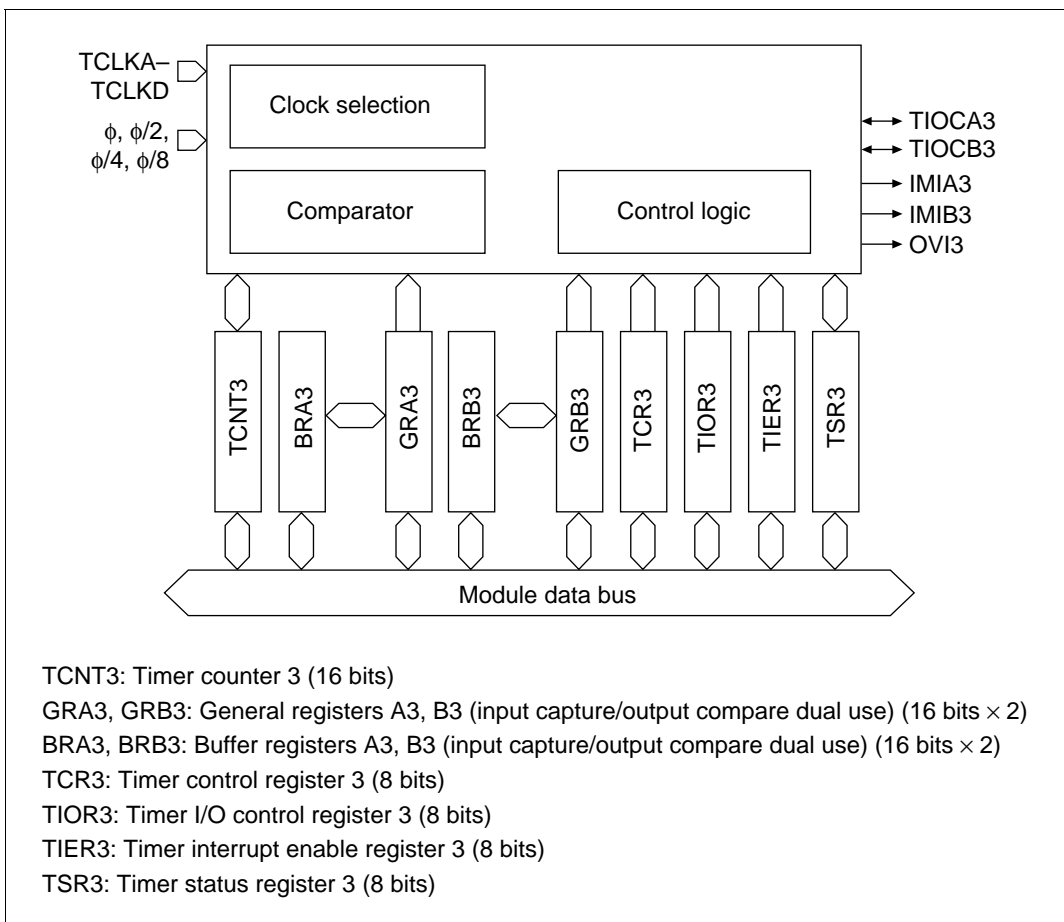 TCLKA–
TCLKD
ϕ, ϕ/2,
ϕ/4, ϕ/8
Clock selection
Comparator
Control logic
TIOCA3
TIOCB3
IMIA3
IMIB3
OVI3
TCNT3
BRA3
GRA3
BRB3
GRB3
TCR3
TIOR3
TIER3
TSR3
Module data bus
TCNT3: Timer counter 3 (16 bits)
GRA3, GRB3: General registers A3, B3 (input capture/output compare dual use) (16 bits × 2)
BRA3, BRB3: Buffer registers A3, B3 (input capture/output compare dual use) (16 bits × 2)
TCR3: Timer control register 3 (8 bits)
TIOR3: Timer I/O control register 3 (8 bits)
TIER3: Timer interrupt enable register 3 (8 bits)
TSR3: Timer status register 3 (8 bits)